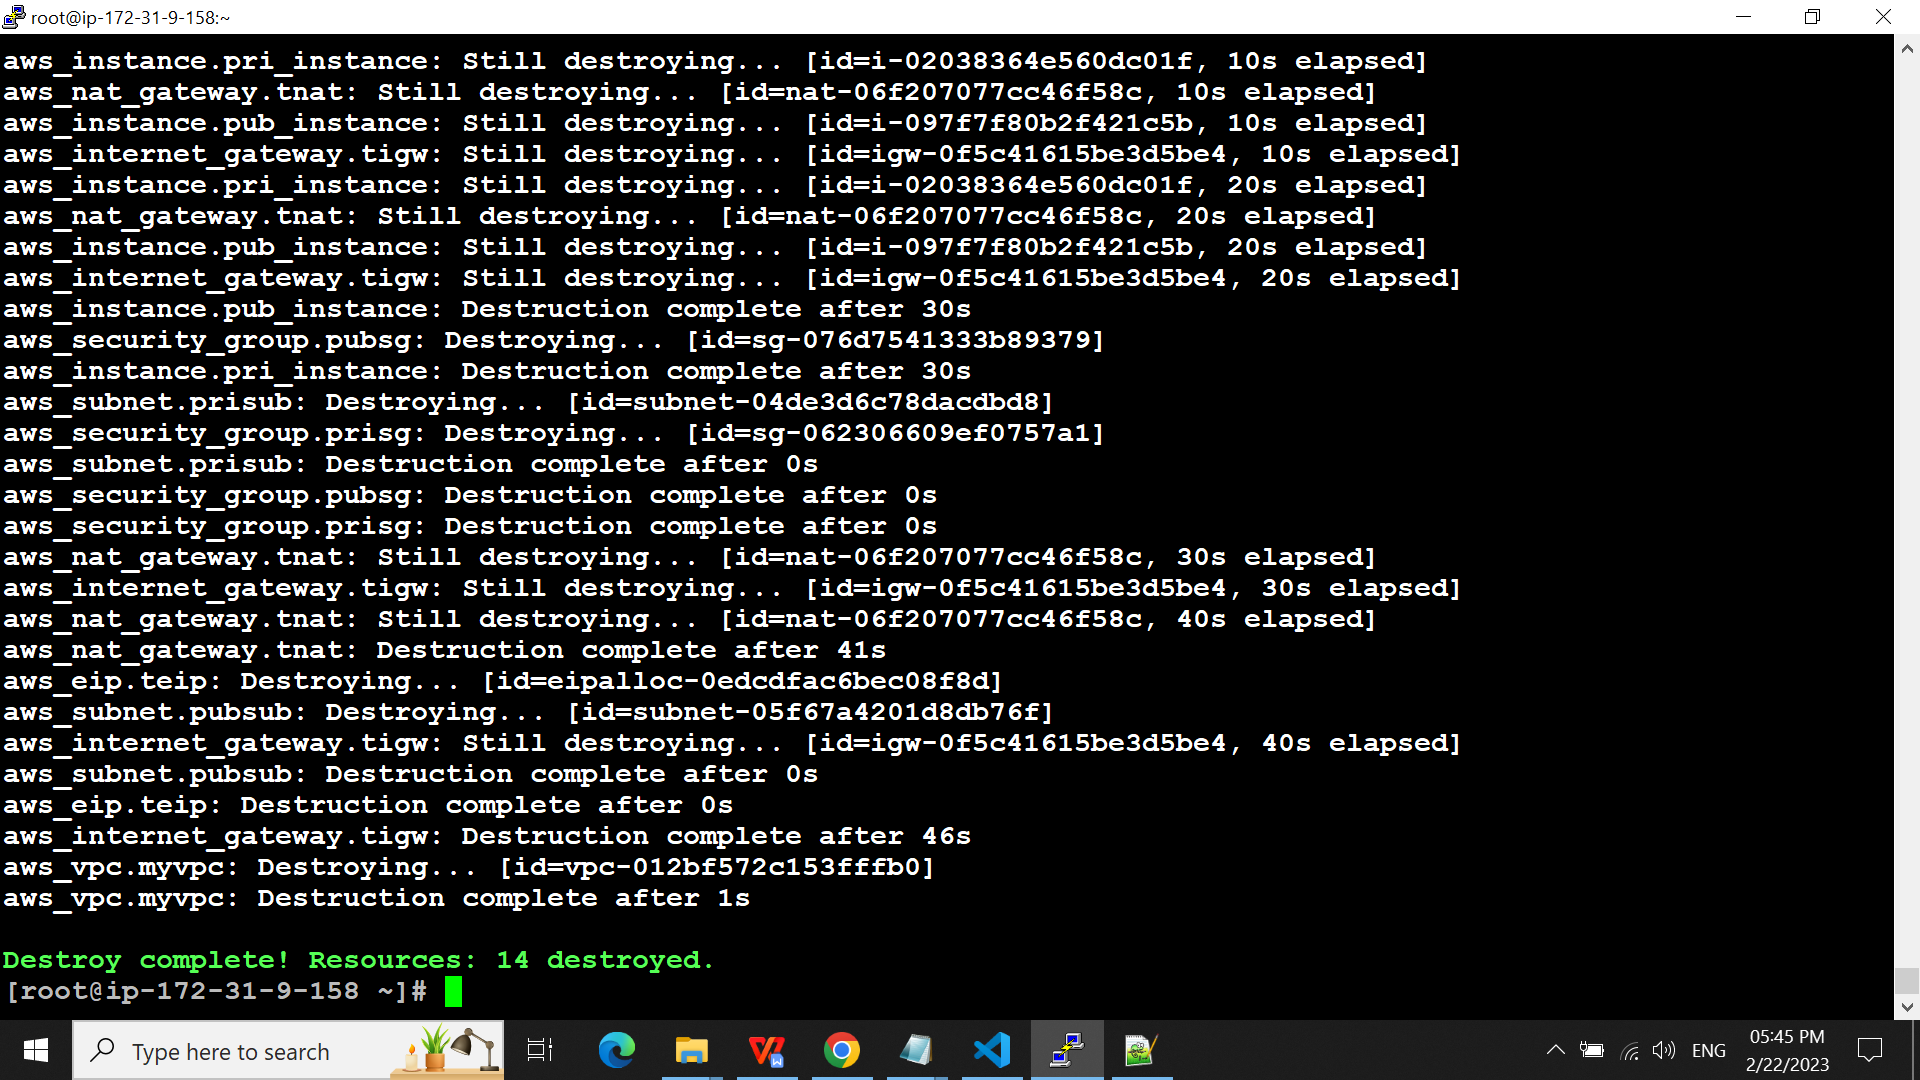 root@ip-172-31-9-158:~
aws_instance.pri_instance: Still destroying... [id=i-02038364e560dc01f, 10s elapsed]
aws_nat_gateway.tnat: Still destroying... [id=nat-06f207077cc46f58c, 10s elapsed]
aws_instance.pub_instance: Still destroying... [id=i-097f7f80b2f421c5b, 10s elapsed]
aws_internet_gateway.tigw: Still destroying... [id=igw-0f5c41615be3d5be4, 10s elapsed]
aws_instance.pri_instance: Still destroying... [id=i-02038364e560dc01f, 20s elapsed]
aws_nat_gateway.tnat: Still destroying... [id=nat-06f207077cc46f58c, 20s elapsed]
aws_instance.pub_instance: Still destroying... [id=i-097f7f80b2f421c5b, 20s elapsed]
aws_internet_gateway.tigw: Still destroying... [id=igw-0f5c41615be3d5be4, 20s elapsed]
aws_instance.pub_instance: Destruction complete after 30s
aws_security_group.pubsg: Destroying... [id=sg-076d7541333b89379]
aws_instance.pri_instance: Destruction complete after 30s
aws_subnet.prisub: Destroying... [id=subnet-04de3d6c78dacdbd8]
aws_security_group.prisg: Destroying... [id=sg-062306609ef0757a1]
aws_subnet.prisub: Destruction complete after 0s
aws_security_group.pubsg: Destruction complete after 0s
aws_security_group.prisg: Destruction complete after 0s
aws_nat_gateway.tnat: Still destroying... [id=nat-06f207077cc46f58c, 30s elapsed]
aws_internet_gateway.tigw: Still destroying... [id=igw-0f5c41615be3d5be4, 30s elapsed]
aws_nat_gateway.tnat: Still destroying... [id=nat-06f207077cc46f58c, 40s elapsed]
aws_nat_gateway.tnat: Destruction complete after 41s
aws_eip.teip: Destroying... [id=eipalloc-0edcdfac6bec08f8d]
aws_subnet.pubsub: Destroying... [id=subnet-05f67a4201d8db76f]
aws_internet_gateway.tigw: Still destroying... [id=igw-0f5c41615be3d5be4, 40s elapsed]
aws_subnet.pubsub: Destruction complete after 0s
aws_eip.teip: Destruction complete after 0s
aws_internet_gateway.tigw: Destruction complete after 46s
aws_vpc.myvpc: Destroying... [id=vpc-012bf572c153fffb0]
aws_vpc.myvpc: Destruction complete after 1s
Destroy complete! Resources: 14 destroyed.
[root@ip-172-31-9-158 ~]#
Type here to search
ENG
05:45 PM
2/22/2023